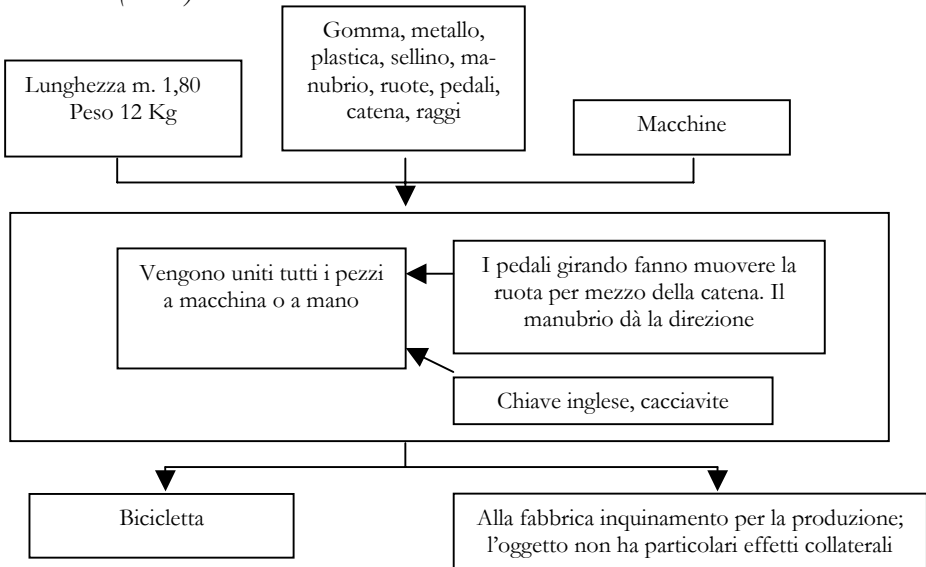 Gomma, metallo,
plastica, sellino, ma-
nubrio, ruote, pedali,
catena, raggi
Lunghezza m. 1,80
Peso 12 Kg
Macchine
Vengono uniti tutti i pezzi
a macchina o a mano
I pedali girando fanno muovere la
ruota per mezzo della catena. Il
manubrio dà la direzione
Chiave inglese, cacciavite
Bicicletta
Alla fabbrica inquinamento per la produzione;
l’oggetto non ha particolari effetti collaterali